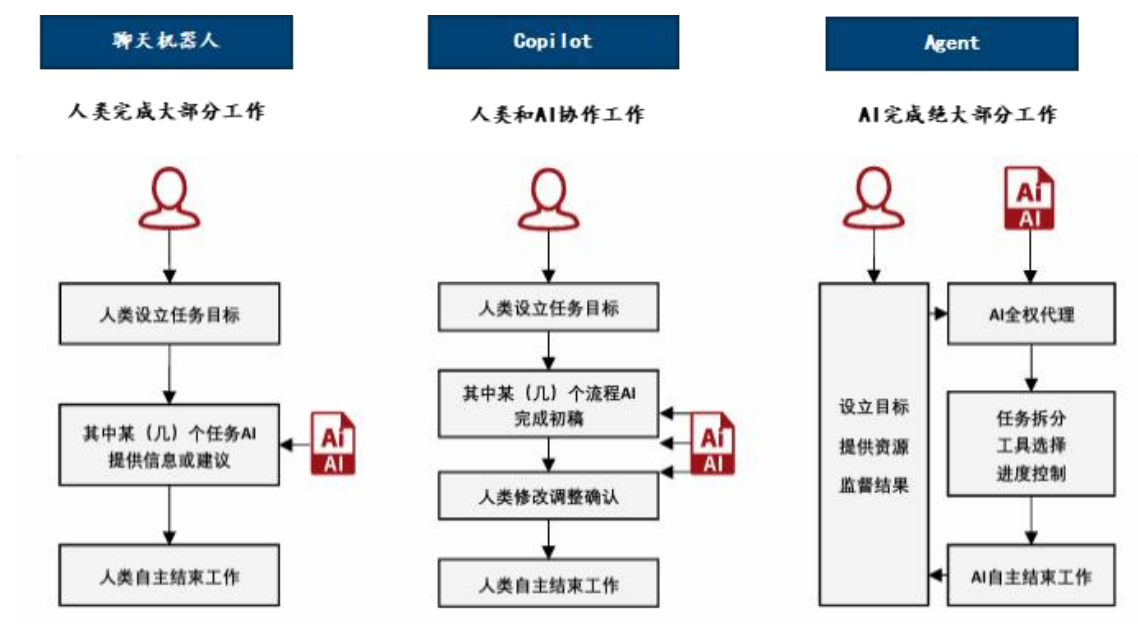 聊天机器人
人类完成大部分工作
人类设立任务目标
其中某（几）个任务AI
提供信息或建议
Ai
AI
人类自主结束工作
Copilot
人类和AI协作工作
人类设立任务目标
其中某（几）个流程AI
完成初稿
Ai
AI
人类修改调整确认
人类自主结束工作
Agent
AI完成绝大部分工作
Ai
AI
设立目标
提供资源
监督结果
AI全权代理
任务拆分
工具选择
进度控制
AI自主结束工作